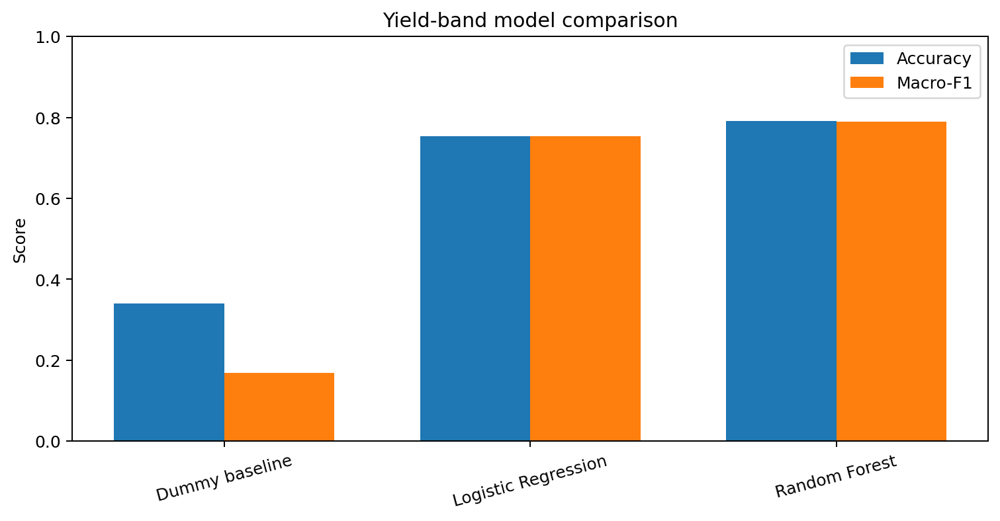 Yield-band model comparison
Accuracy
Macro-F1
Score
1.0
0.8
0.6
0.4
0.2
0.0
Dummy baseline
Logistic Regression
Random Forest